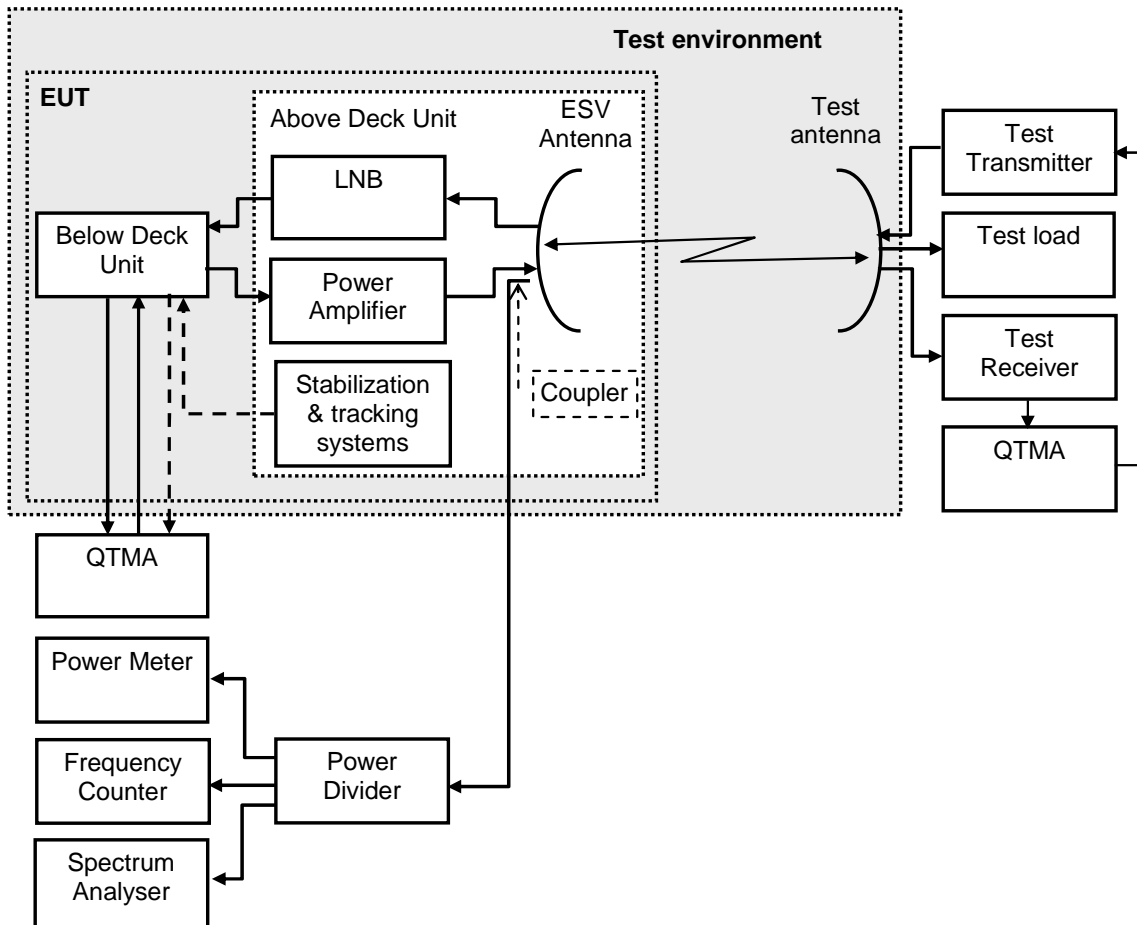 Test environment
EUT
Above Deck Unit
ESV
Antenna
Test
antenna
Test
Transmitter
LNB
Below Deck
Unit
Test load
Power
Amplifier
Test
Receiver
Stabilization
& tracking
systems
Coupler
QTMA
QTMA
Power Meter
Frequency
Counter
Power
Divider
Spectrum
Analyser